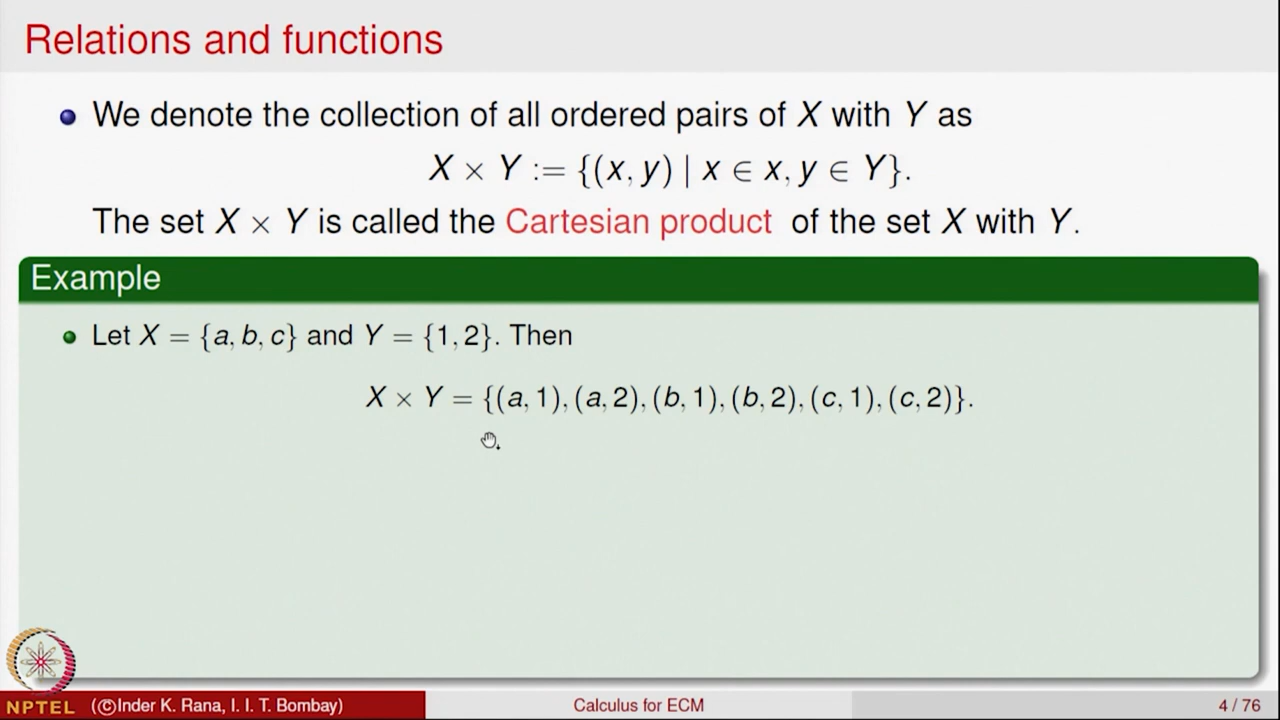 Relations and functions
We denote the collection of all ordered pairs of X with Y as
X × Y := {(x, y) | x ∈ x, y ∈ Y}.
The set X × Y is called the Cartesian product of the set X with Y.
Example
Let X = {a, b, c} and Y = {1, 2}. Then
X × Y = {(a, 1), (a, 2), (b, 1), (b, 2), (c, 1), (c, 2)}.
NPTEL (©Inder K. Rana, I. I. T. Bombay) Calculus for ECM 4 / 76